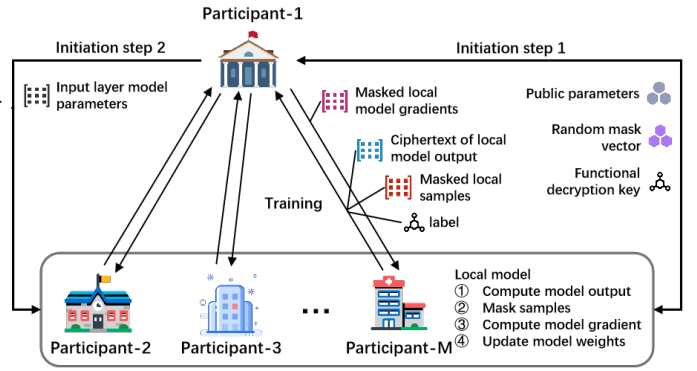 Participant-1
Initiation step 2
Initiation step 1
Input layer model
parameters
Masked local
model gradients
Public parameters
Ciphertext of local
model output
Random mask
vector
Masked local
samples
Functional
decryption key
Training
label
Local model
① Compute model output
② Mask samples
③ Compute model gradient
④ Update model weights
...
Participant-2
Participant-3
Participant-M